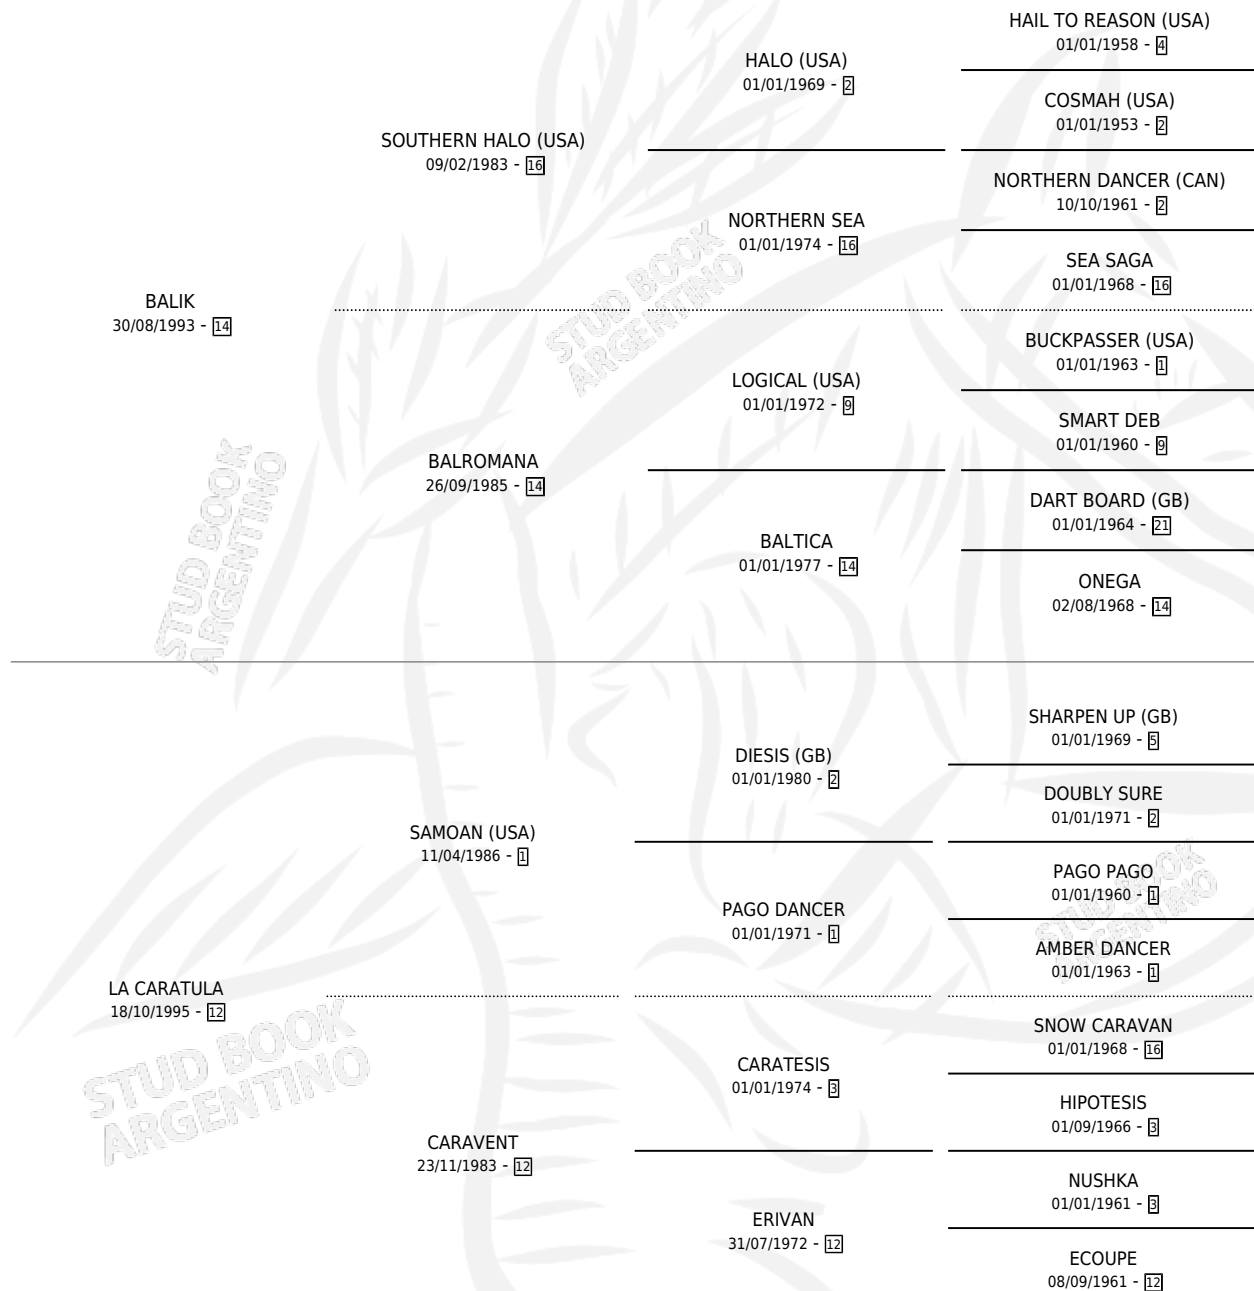 HAIL TO REASON (USA)
01/01/1958 - 4
HALO (USA)
01/01/1969 - 2
COSMAH (USA)
01/01/1953 - 2
SOUTHERN HALO (USA)
09/02/1983 - 16
NORTHERN DANCER (CAN)
10/10/1961 - 2
NORTHERN SEA
01/01/1974 - 16
SEA SAGA
01/01/1968 - 16
BALIK
30/08/1993 - 14
BUCKPASSER (USA)
01/01/1963 - 1
LOGICAL (USA)
01/01/1972 - 9
SMART DEB
01/01/1960 - 9
BALROMANA
26/09/1985 - 14
DART BOARD (GB)
01/01/1964 - 21
BALTICA
01/01/1977 - 14
ONEGA
02/08/1968 - 14
SHARPEN UP (GB)
01/01/1969 - 5
DIESIS (GB)
01/01/1980 - 2
DOUBLY SURE
01/01/1971 - 2
SAMOAN (USA)
11/04/1986 - 1
PAGO PAGO
01/01/1960 - 1
PAGO DANCER
01/01/1971 - 1
AMBER DANCER
01/01/1963 - 1
LA CARATULA
18/10/1995 - 12
SNOW CARAVAN
01/01/1968 - 16
CARATESIS
01/01/1974 - 3
HIPOTESIS
01/09/1966 - 3
CARAVENT
23/11/1983 - 12
NUSHKA
01/01/1961 - 3
ERIVAN
31/07/1972 - 12
ECOUPE
08/09/1961 - 12
STUD BOOK
ARGENTINO
STUD BOOK
ARGENTINO
STUD BOOK
ARGENTINO
STUD BOOK
ARGENTINO